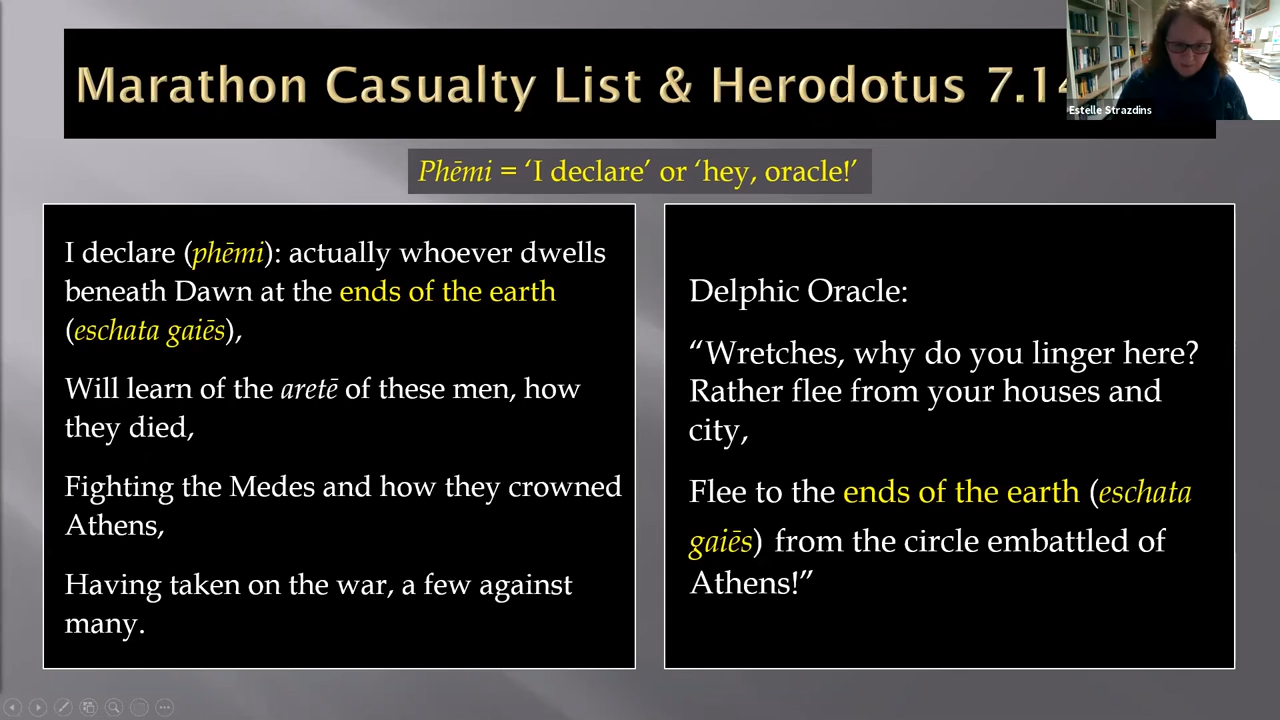 Marathon Casualty List & Herodotus 7.14
Estelle Strazdins
Phēmi = ‘I declare’ or ‘hey, oracle!’
I declare (phēmi): actually whoever dwells
beneath Dawn at the ends of the earth
(eschata gaiēs),
Will learn of the aretē of these men, how
they died,
Fighting the Medes and how they crowned
Athens,
Having taken on the war, a few against
many.
Delphic Oracle:
“Wretches, why do you linger here?
Rather flee from your houses and
city,
Flee to the ends of the earth (eschata
gaiēs) from the circle embattled of
Athens!”